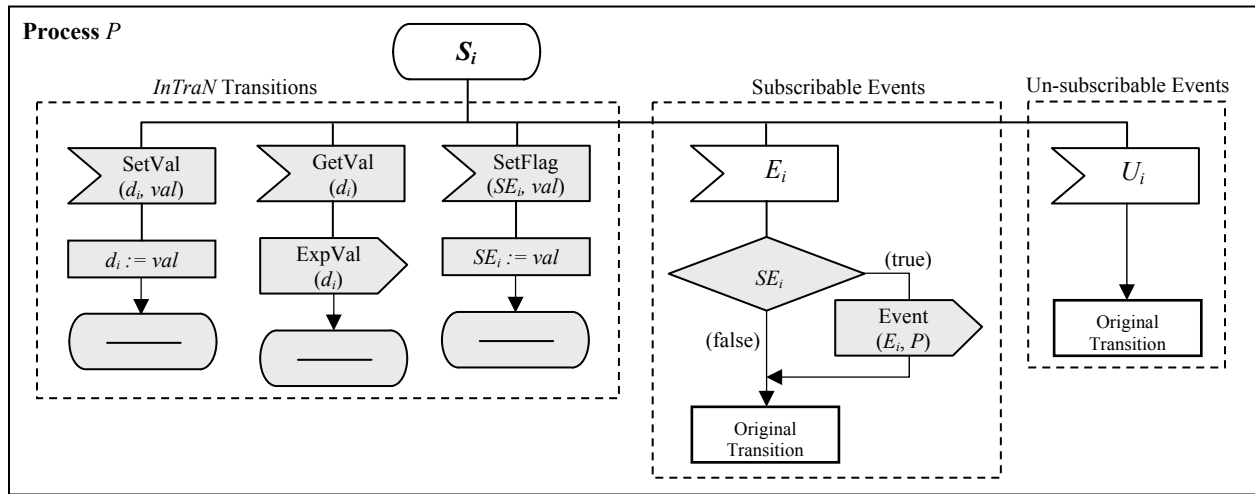 Process P
S_i
InTraN Transitions
Subscribable Events
Un-subscribable Events
SetVal
(d_i, val)
GetVal
(d_i)
SetFlag
(SE_i, val)
E_i
U_i
d_i := val
ExpVal
(d_i)
SE_i := val
SE_i
(true)
(false)
Event
(E_i, P)
Original
Transition
Original
Transition